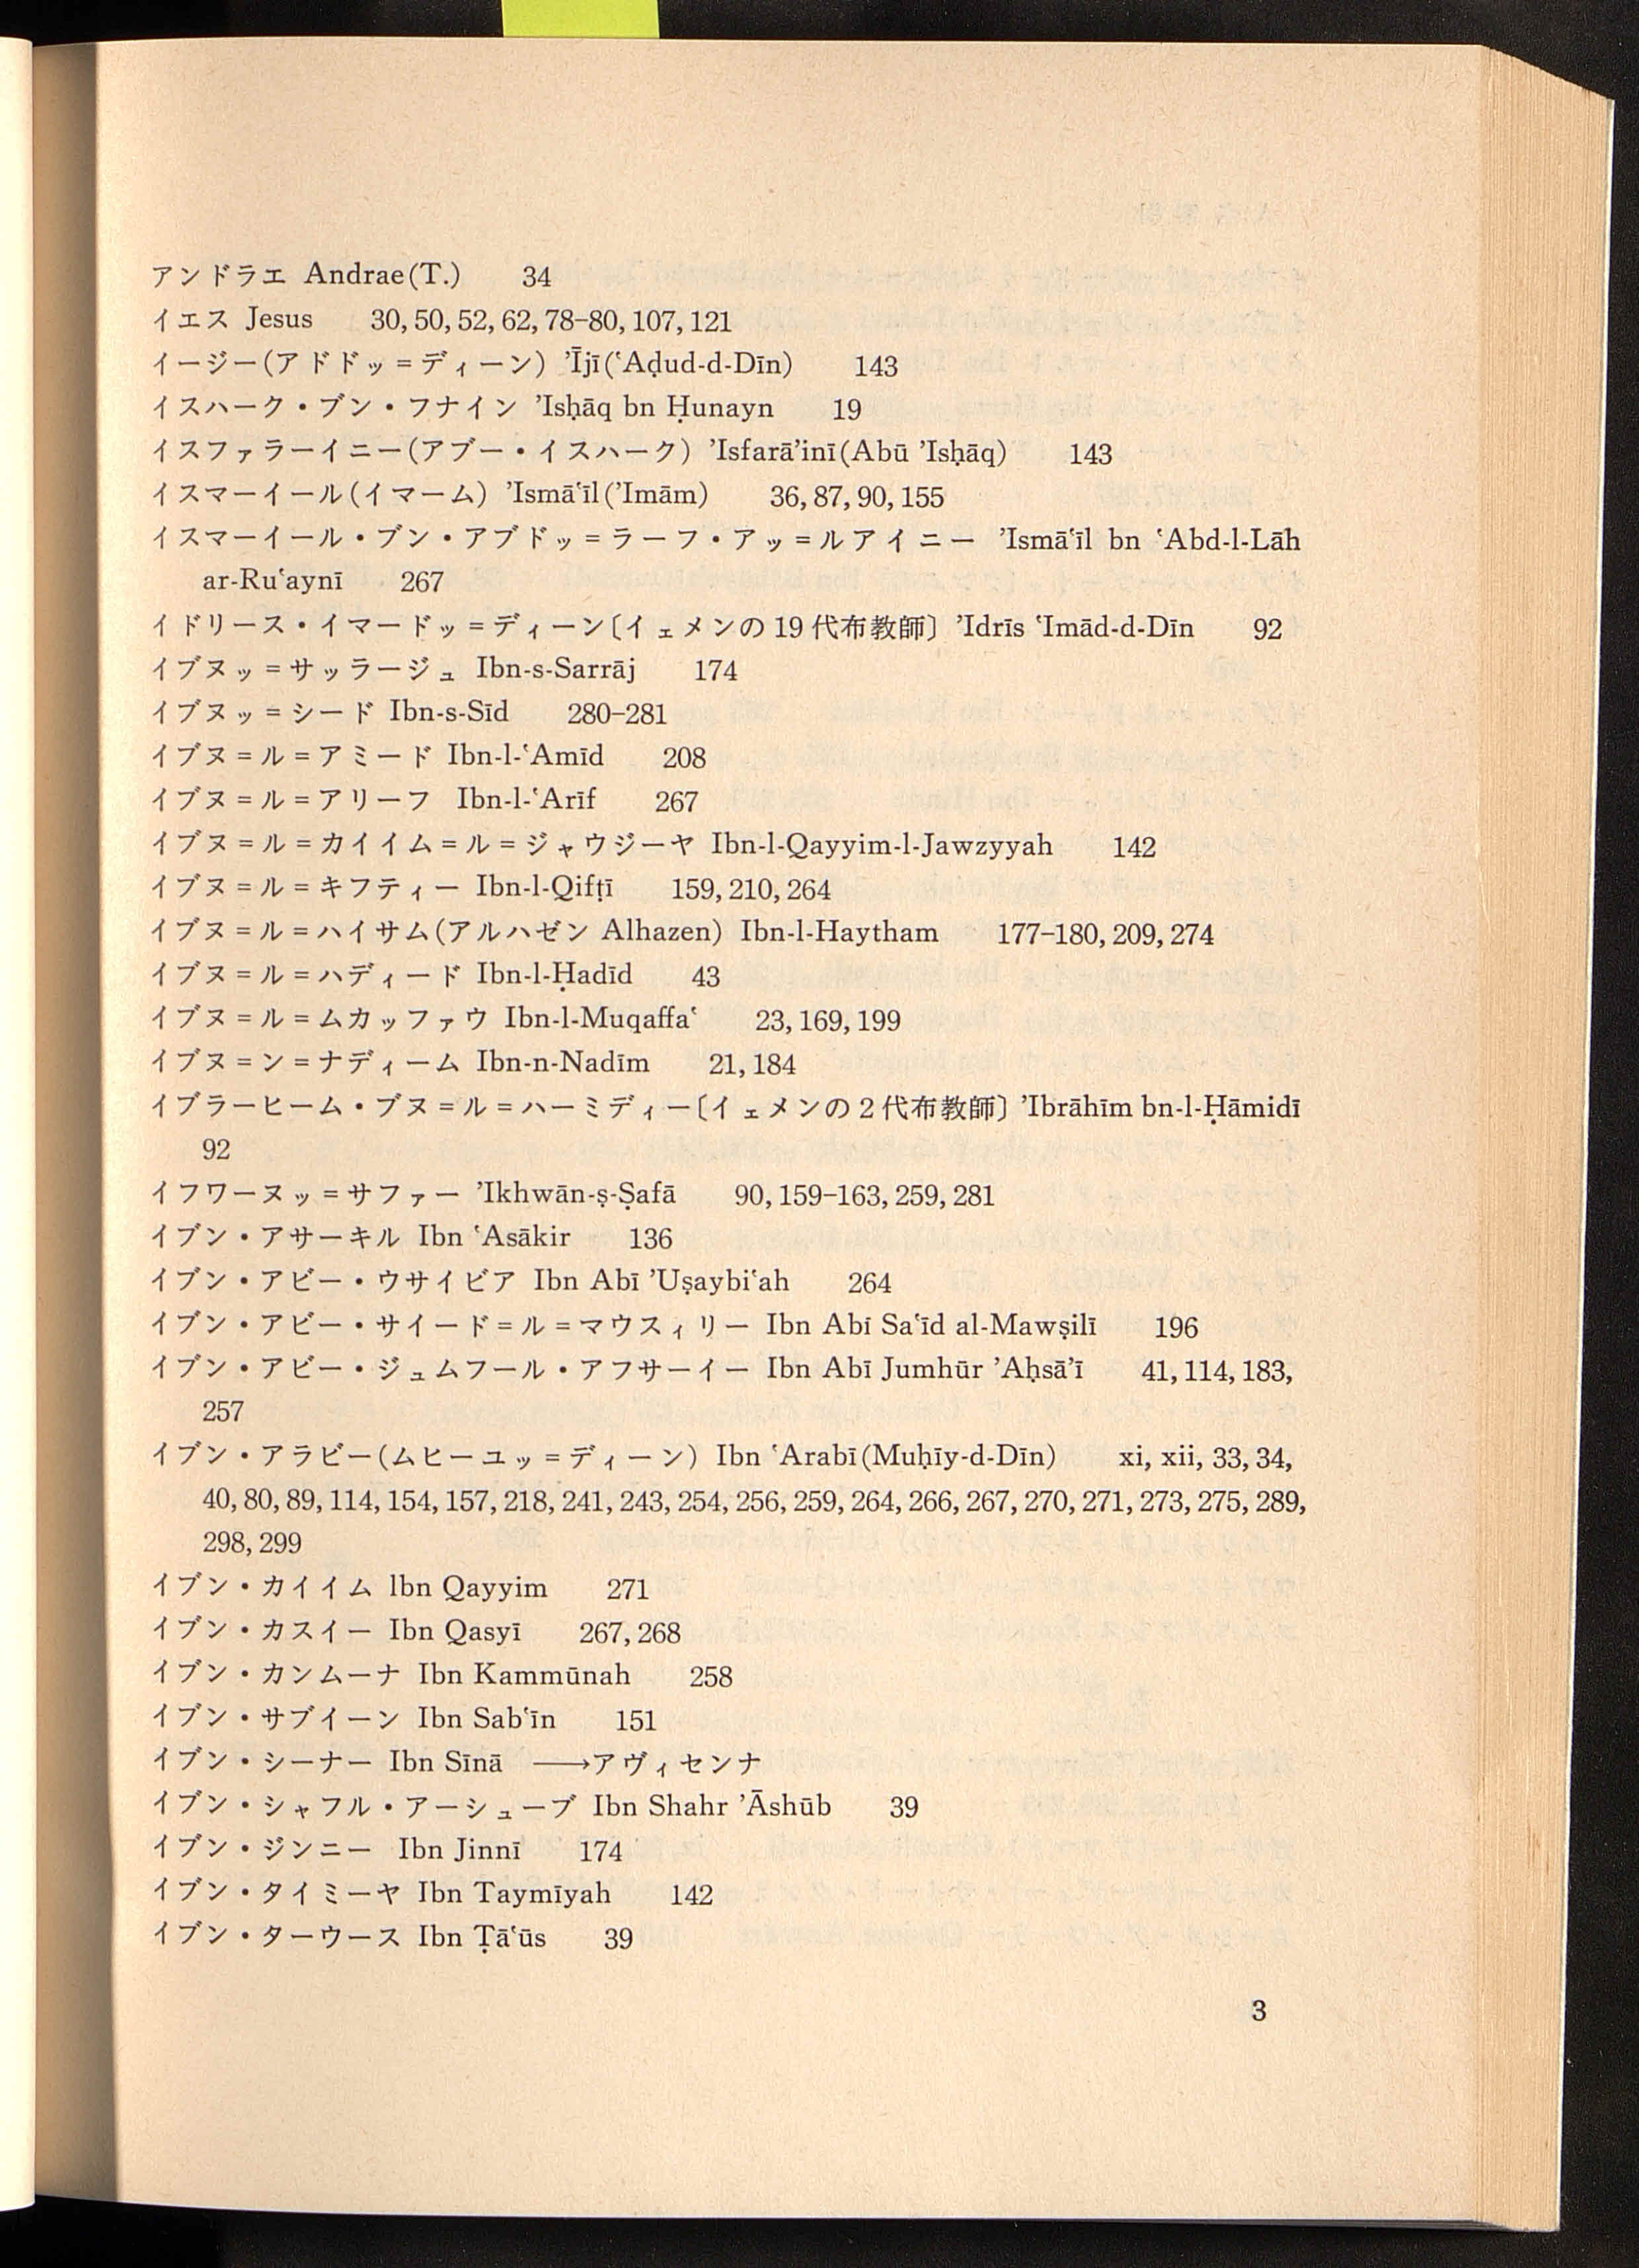 アンドラエ Andrae(T.)　34
イエス Jesus　30, 50, 52, 62, 78-80, 107, 121
イージー(アドドッ=ディーン) ’Ījī(‘Aḍud-d-Dīn)　143
イスハーク・ブン・フナイン ’Isḥāq bn Ḥunayn　19
イスファラーイニー(アブー・イスハーク) ’Isfarā’inī(Abū ’Isḥāq)　143
イスマーイール(イマーム) ’Ismā‘īl(’Imām)　36, 87, 90, 155
イスマーイール・ブン・アブドッ=ラーフ・アッ=ルアイニー ’Ismā‘īl bn ‘Abd-l-Lāh
ar-Ru‘aynī　267
イドリース・イマードッ=ディーン〔イェメンの19代布教師〕 ’Idrīs ‘Imād-d-Dīn　92
イブヌッ=サッラージュ Ibn-s-Sarrāj　174
イブヌッ=シード Ibn-s-Sīd　280-281
イブヌ=ル=アミード Ibn-l-‘Amīd　208
イブヌ=ル=アリーフ Ibn-l-‘Arīf　267
イブヌ=ル=カイイム=ル=ジャウジーヤ Ibn-l-Qayyim-l-Jawzyyah　142
イブヌ=ル=キフティー Ibn-l-Qifṭī　159, 210, 264
イブヌ=ル=ハイサム(アルハゼン Alhazen) Ibn-l-Haytham　177-180, 209, 274
イブヌ=ル=ハディード Ibn-l-Ḥadīd　43
イブヌ=ル=ムカッファウ Ibn-l-Muqaffa‘　23, 169, 199
イブヌ=ン=ナディーム Ibn-n-Nadīm　21, 184
イブラーヒーム・ブヌ=ル=ハーミディー〔イェメンの2代布教師〕 ’Ibrāhīm bn-l-Ḥāmidī
92
イフワーヌッ=サファー ’Ikhwān-ṣ-Ṣafā　90, 159-163, 259, 281
イブン・アサーキル Ibn ‘Asākir　136
イブン・アビー・ウサイビア Ibn Abī ’Uṣaybi‘ah　264
イブン・アビー・サイード=ル=マウスィリー Ibn Abī Sa‘īd al-Mawṣilī　196
イブン・アビー・ジュムフール・アフサーイー Ibn Abī Jumhūr ’Aḥsā’ī　41, 114, 183,
257
イブン・アラビー(ムヒーユッ=ディーン) Ibn ‘Arabī(Muḥīy-d-Dīn)　xi, xii, 33, 34,
40, 80, 89, 114, 154, 157, 218, 241, 243, 254, 256, 259, 264, 266, 267, 270, 271, 273, 275, 289,
298, 299
イブン・カイイム Ibn Qayyim　271
イブン・カスイー Ibn Qasyī　267, 268
イブン・カンムーナ Ibn Kammūnah　258
イブン・サブイーン Ibn Sab‘īn　151
イブン・シーナー Ibn Sīnā　⟶アヴィセンナ
イブン・シャフル・アーシューブ Ibn Shahr ’Āshūb　39
イブン・ジンニー Ibn Jinnī　174
イブン・タイミーヤ Ibn Taymīyah　142
イブン・ターウース Ibn Ṭā‘ūs　39
3